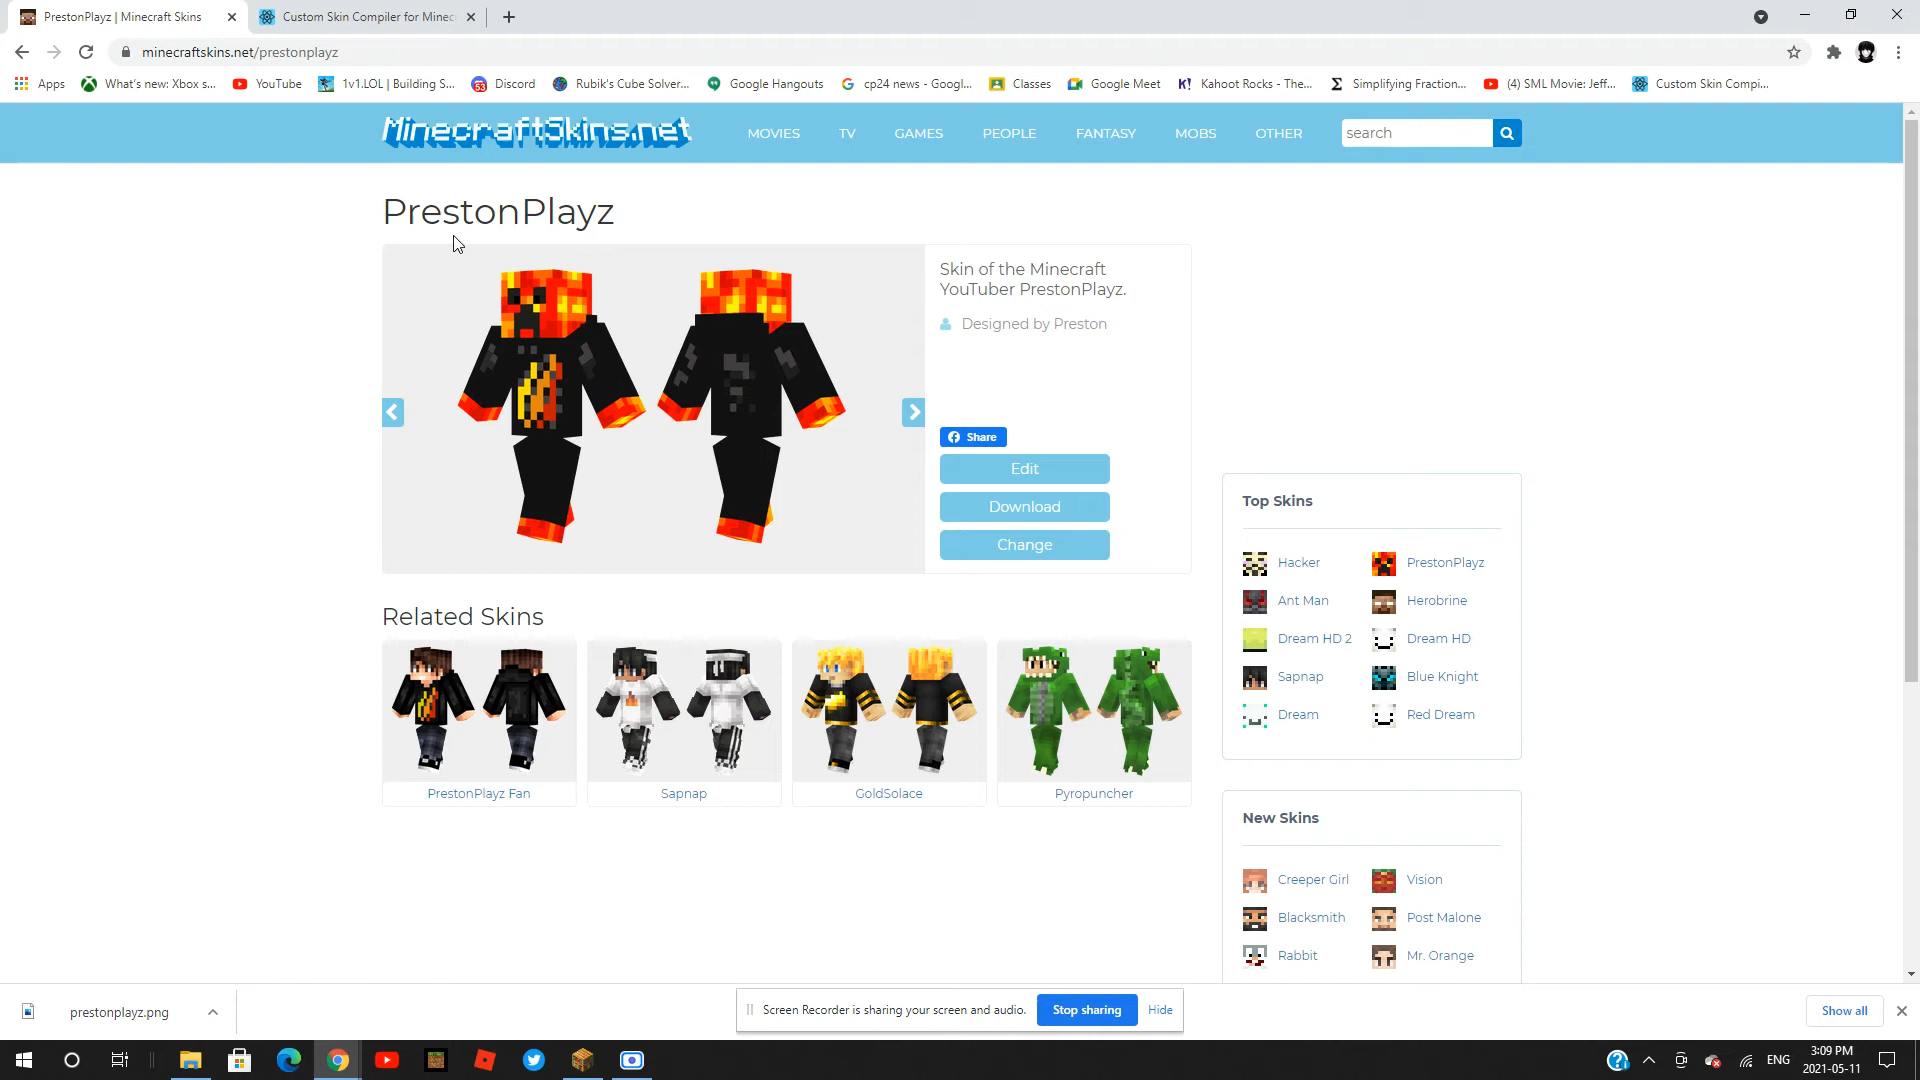 PrestonPlayz | Minecraft Skins
Custom Skin Compiler for Minec
minecraftskins.net/prestonplayz
Apps
What's new: Xbox s...
YouTube
1v1.LOL | Building S...
53
Discord
Rubik's Cube Solver...
Google Hangouts
cp24 news - Googl...
Classes
Google Meet
K!
Kahoot Rocks - The...
Σ
Simplifying Fraction...
(4) SML Movie: Jeff...
Custom Skin Compi...
MinecraftSkins.net
MOVIES
TV
GAMES
PEOPLE
FANTASY
MOBS
OTHER
search
PrestonPlayz
Skin of the Minecraft
YouTuber PrestonPlayz.
Designed by Preston
Share
Edit
Download
Change
Related Skins
PrestonPlayz Fan
Sapnap
GoldSolace
Pyropuncher
Top Skins
Hacker
PrestonPlayz
Ant Man
Herobrine
Dream HD 2
Dream HD
Sapnap
Blue Knight
Dream
Red Dream
New Skins
Creeper Girl
Vision
Blacksmith
Post Malone
Rabbit
Mr. Orange
prestonplayz.png
Screen Recorder is sharing your screen and audio.
Stop sharing
Hide
Show all
ENG
3:09 PM
2021-05-11